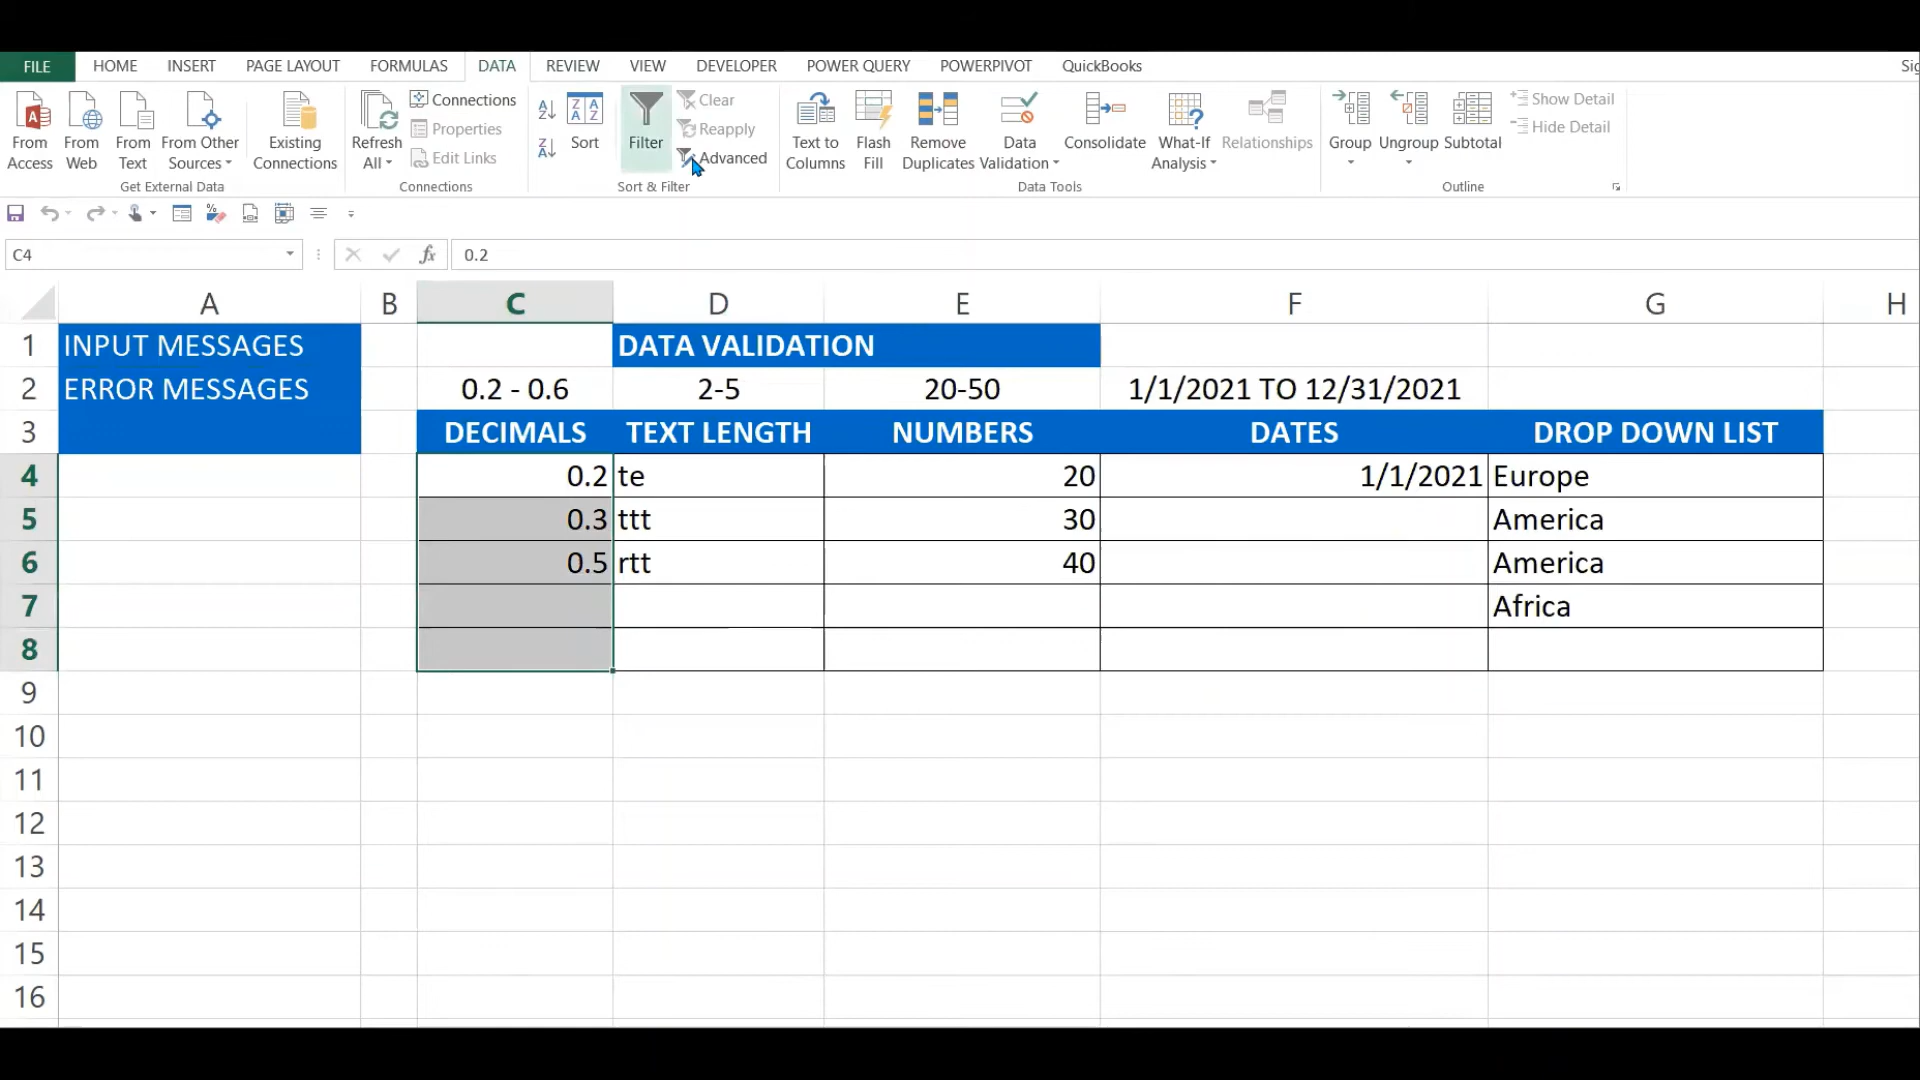 FILE HOME INSERT PAGE LAYOUT FORMULAS DATA REVIEW VIEW DEVELOPER POWER QUERY POWERPIVOT QuickBooks
From Access
From Web
From Text
From Other Sources
Get External Data
Existing Connections
Refresh All
Connections
Properties
Edit Links
Connections
Sort
Filter
Clear
Reapply
Advanced
Sort & Filter
Text to Columns
Flash Fill
Remove Duplicates
Data Validation
Consolidate
What-If Analysis
Relationships
Data Tools
Group
Ungroup
Subtotal
Show Detail
Hide Detail
Outline
C4 fx 0.2
A B C D E F G H
1 INPUT MESSAGES DATA VALIDATION
2 ERROR MESSAGES 0.2 - 0.6 2-5 20-50 1/1/2021 TO 12/31/2021
3 DECIMALS TEXT LENGTH NUMBERS DATES DROP DOWN LIST
4 0.2 te 20 1/1/2021 Europe
5 0.3 ttt 30 America
6 0.5 rtt 40 America
7 Africa
8
9
10
11
12
13
14
15
16